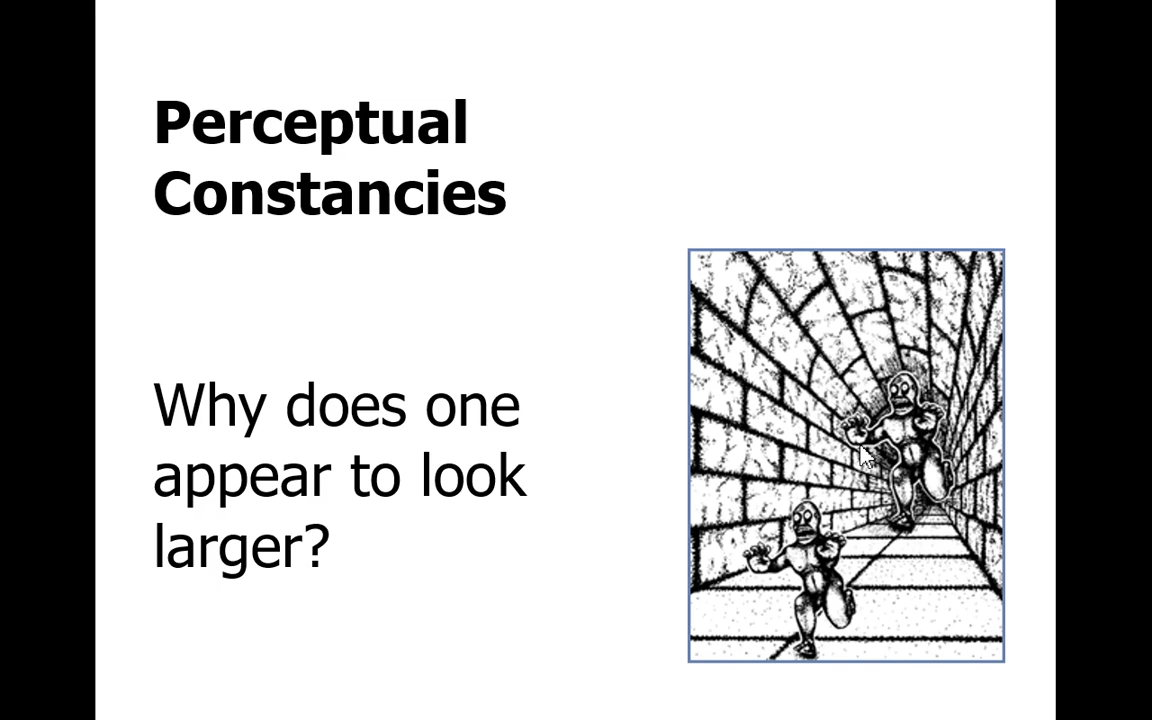 Perceptual
Constancies
Why does one
appear to look
larger?